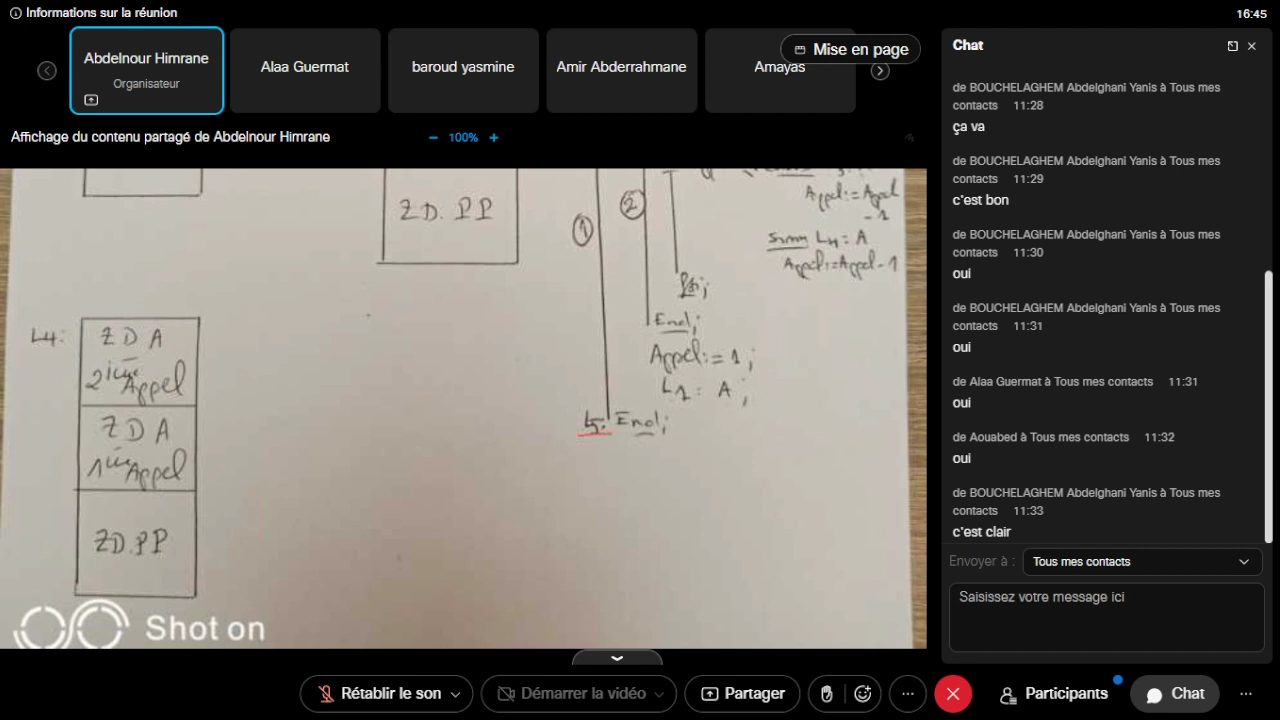 Informations sur la réunion
16:45
Abdelnour Himrane
Organisateur
Alaa Guermat
baroud yasmine
Amir Abderrahmane
Amayas
Mise en page
Affichage du contenu partagé de Abdelnour Himrane
− 100% +
ZD. PP
①
②
Appel:=Appel
-1
sinon L4: A
Appel:=Appel-1
End;
Appel:=1;
L1: A;
L5: End;
L4:
Z D A
2ième Appel
Z D A
1ier Appel
ZD.PP
Shot on
Chat
de BOUCHELAGHEM Abdelghani Yanis à Tous mes
contacts 11:28
ça va
de BOUCHELAGHEM Abdelghani Yanis à Tous mes
contacts 11:29
c'est bon
de BOUCHELAGHEM Abdelghani Yanis à Tous mes
contacts 11:30
oui
de BOUCHELAGHEM Abdelghani Yanis à Tous mes
contacts 11:31
oui
de Alaa Guermat à Tous mes contacts 11:31
oui
de Aouabed à Tous mes contacts 11:32
oui
de BOUCHELAGHEM Abdelghani Yanis à Tous mes
contacts 11:33
c'est clair
Envoyer à :
Tous mes contacts
Saisissez votre message ici
Rétablir le son
Démarrer la vidéo
Partager
Participants
Chat